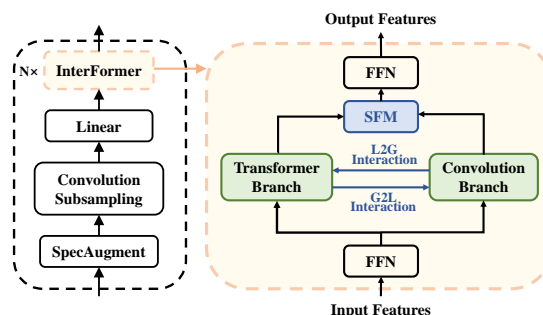 Output Features
N×
InterFormer
FFN
Linear
SFM
L2G
Interaction
Transformer
Branch
Convolution
Branch
Convolution
Subsampling
G2L
Interaction
SpecAugment
FFN
Input Features